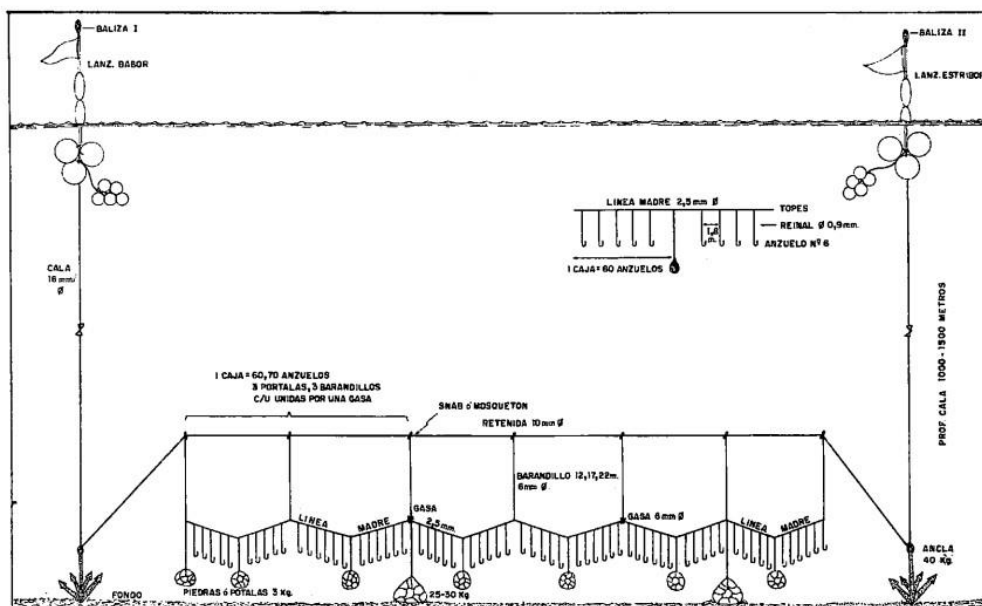 BALIZA I
LANZ. BABOR
BALIZA II
LANZ. ESTRIBOR
LINEA MADRE 2,5 mm Ø
TOPES
REINAL Ø 0,9 mm.
1,8
m.
ANZUELO Nº 6
1 CAJA = 60 ANZUELOS
CALA
16 mm/
Ø
PROF. CALA 1000-1500 METROS
1 CAJA = 60,70 ANZUELOS
3 PORTALAS, 3 BARANDILLOS
C/U UNIDAS POR UNA GASA
SNAB ó MOSQUETON
RETENIDA 10 mm Ø
BARANDILLO 12,17,22 m.
6 mm Ø
GASA
LINEA MADRE
2,5 mm.
GASA 6 mm Ø
LINEA MADRE
ANCLA
40 Kg.
FONDO
PIEDRAS ó POTALAS 3 Kg.
25-30 Kg